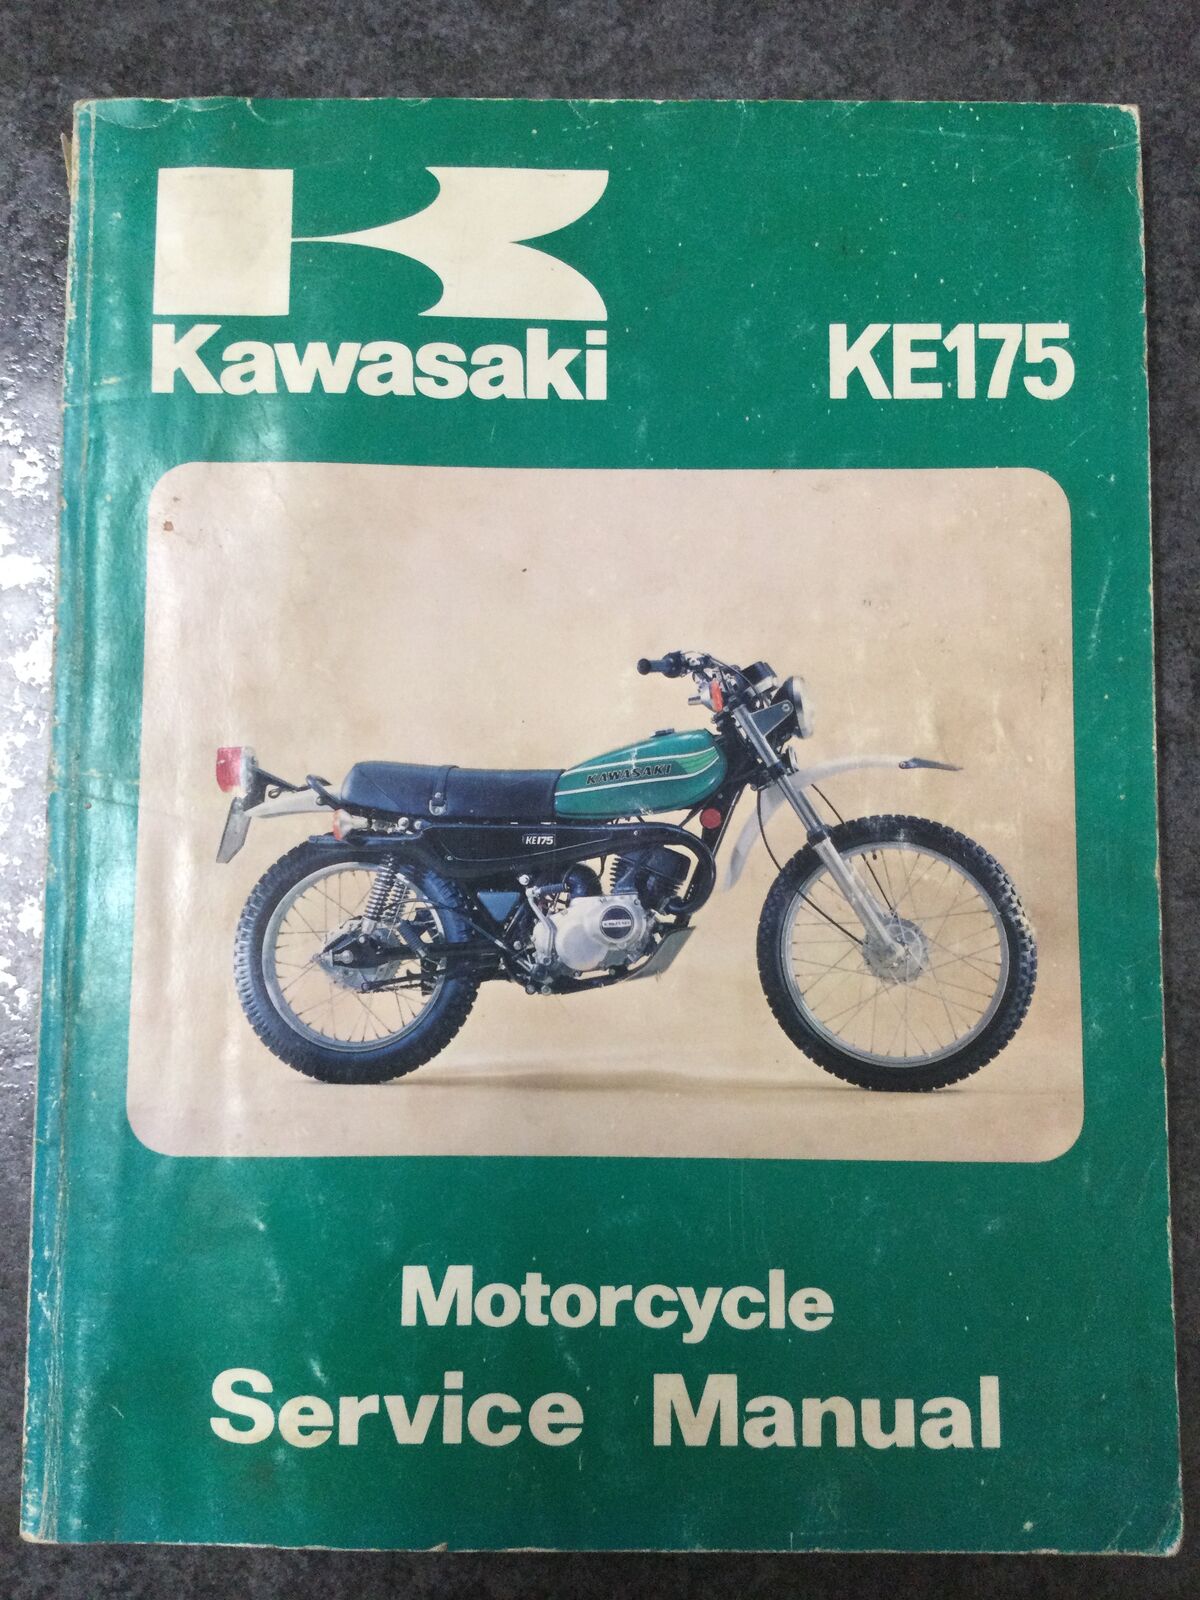 Kawasaki
KE175
KAWASAKI
KE175
Motorcycle
Service Manual